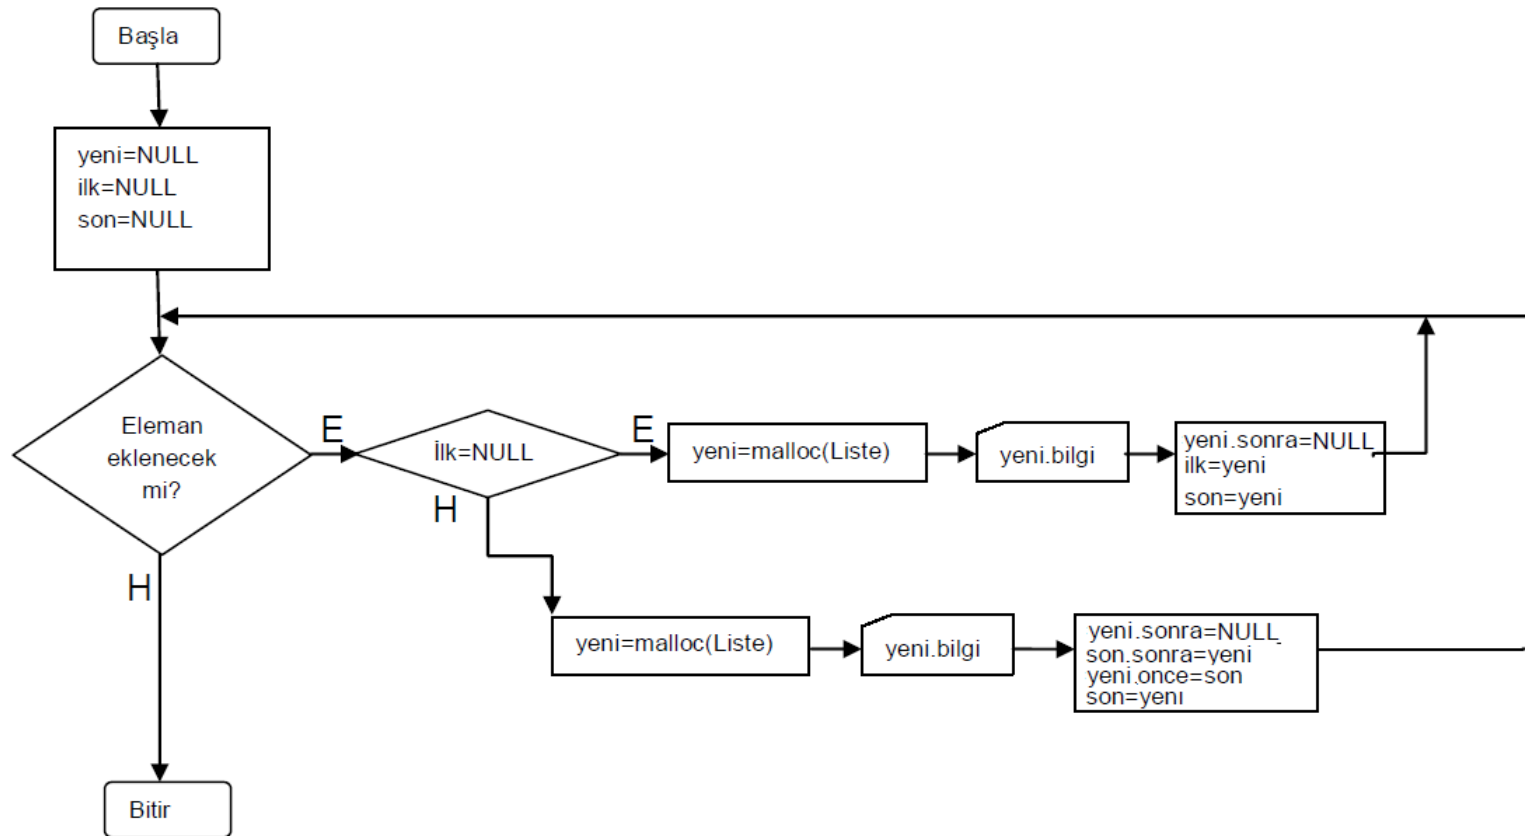 Başla
yeni=NULL
ilk=NULL
son=NULL
Eleman
eklenecek
mi?
E
H
İlk=NULL
E
H
yeni=malloc(Liste)
yeni.bilgi
yeni.sonra=NULL
ilk=yeni
son=yeni
yeni=malloc(Liste)
yeni.bilgi
yeni.sonra=NULL
son.sonra=yeni
yeni.once=son
son=yeni
Bitir